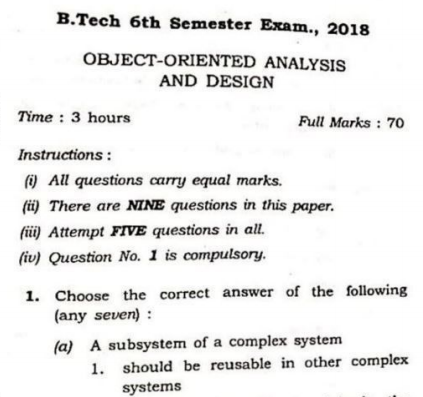 B.Tech 6th Semester Exam., 2018
OBJECT-ORIENTED ANALYSIS
AND DESIGN
Time : 3 hours
Full Marks : 70
Instructions :
(i) All questions carry equal marks.
(ii) There are NINE questions in this paper.
(iii) Attempt FIVE questions in all.
(iv) Question No. 1 is compulsory.
1. Choose the correct answer of the following
(any seven) :
(a) A subsystem of a complex system
1. should be reusable in other complex
systems